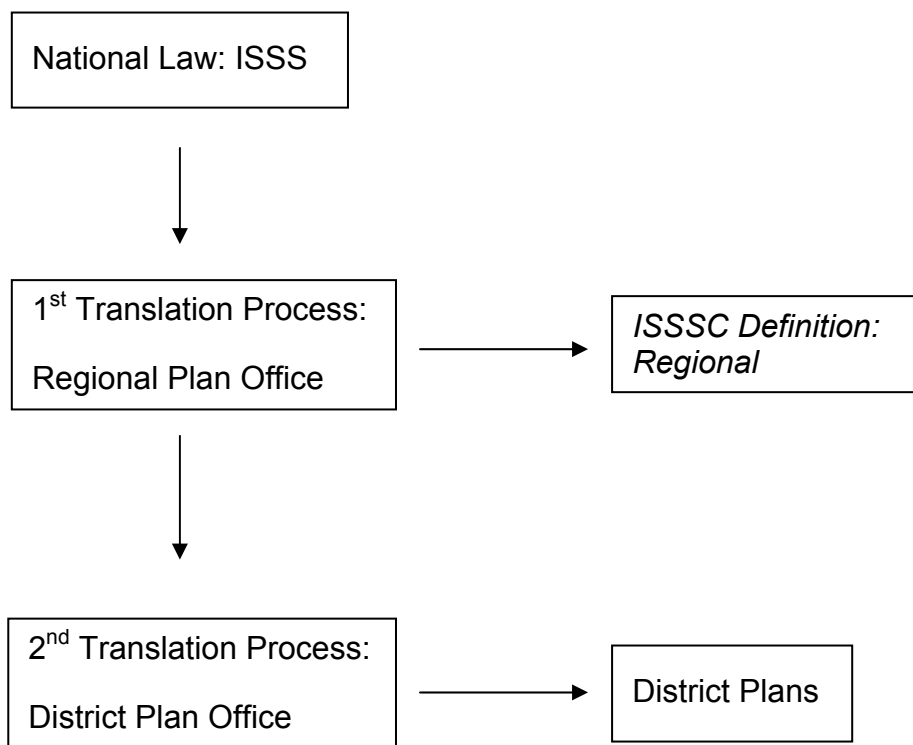 National Law: ISSS
1st Translation Process:
Regional Plan Office
ISSSC Definition:
Regional
2nd Translation Process:
District Plan Office
District Plans